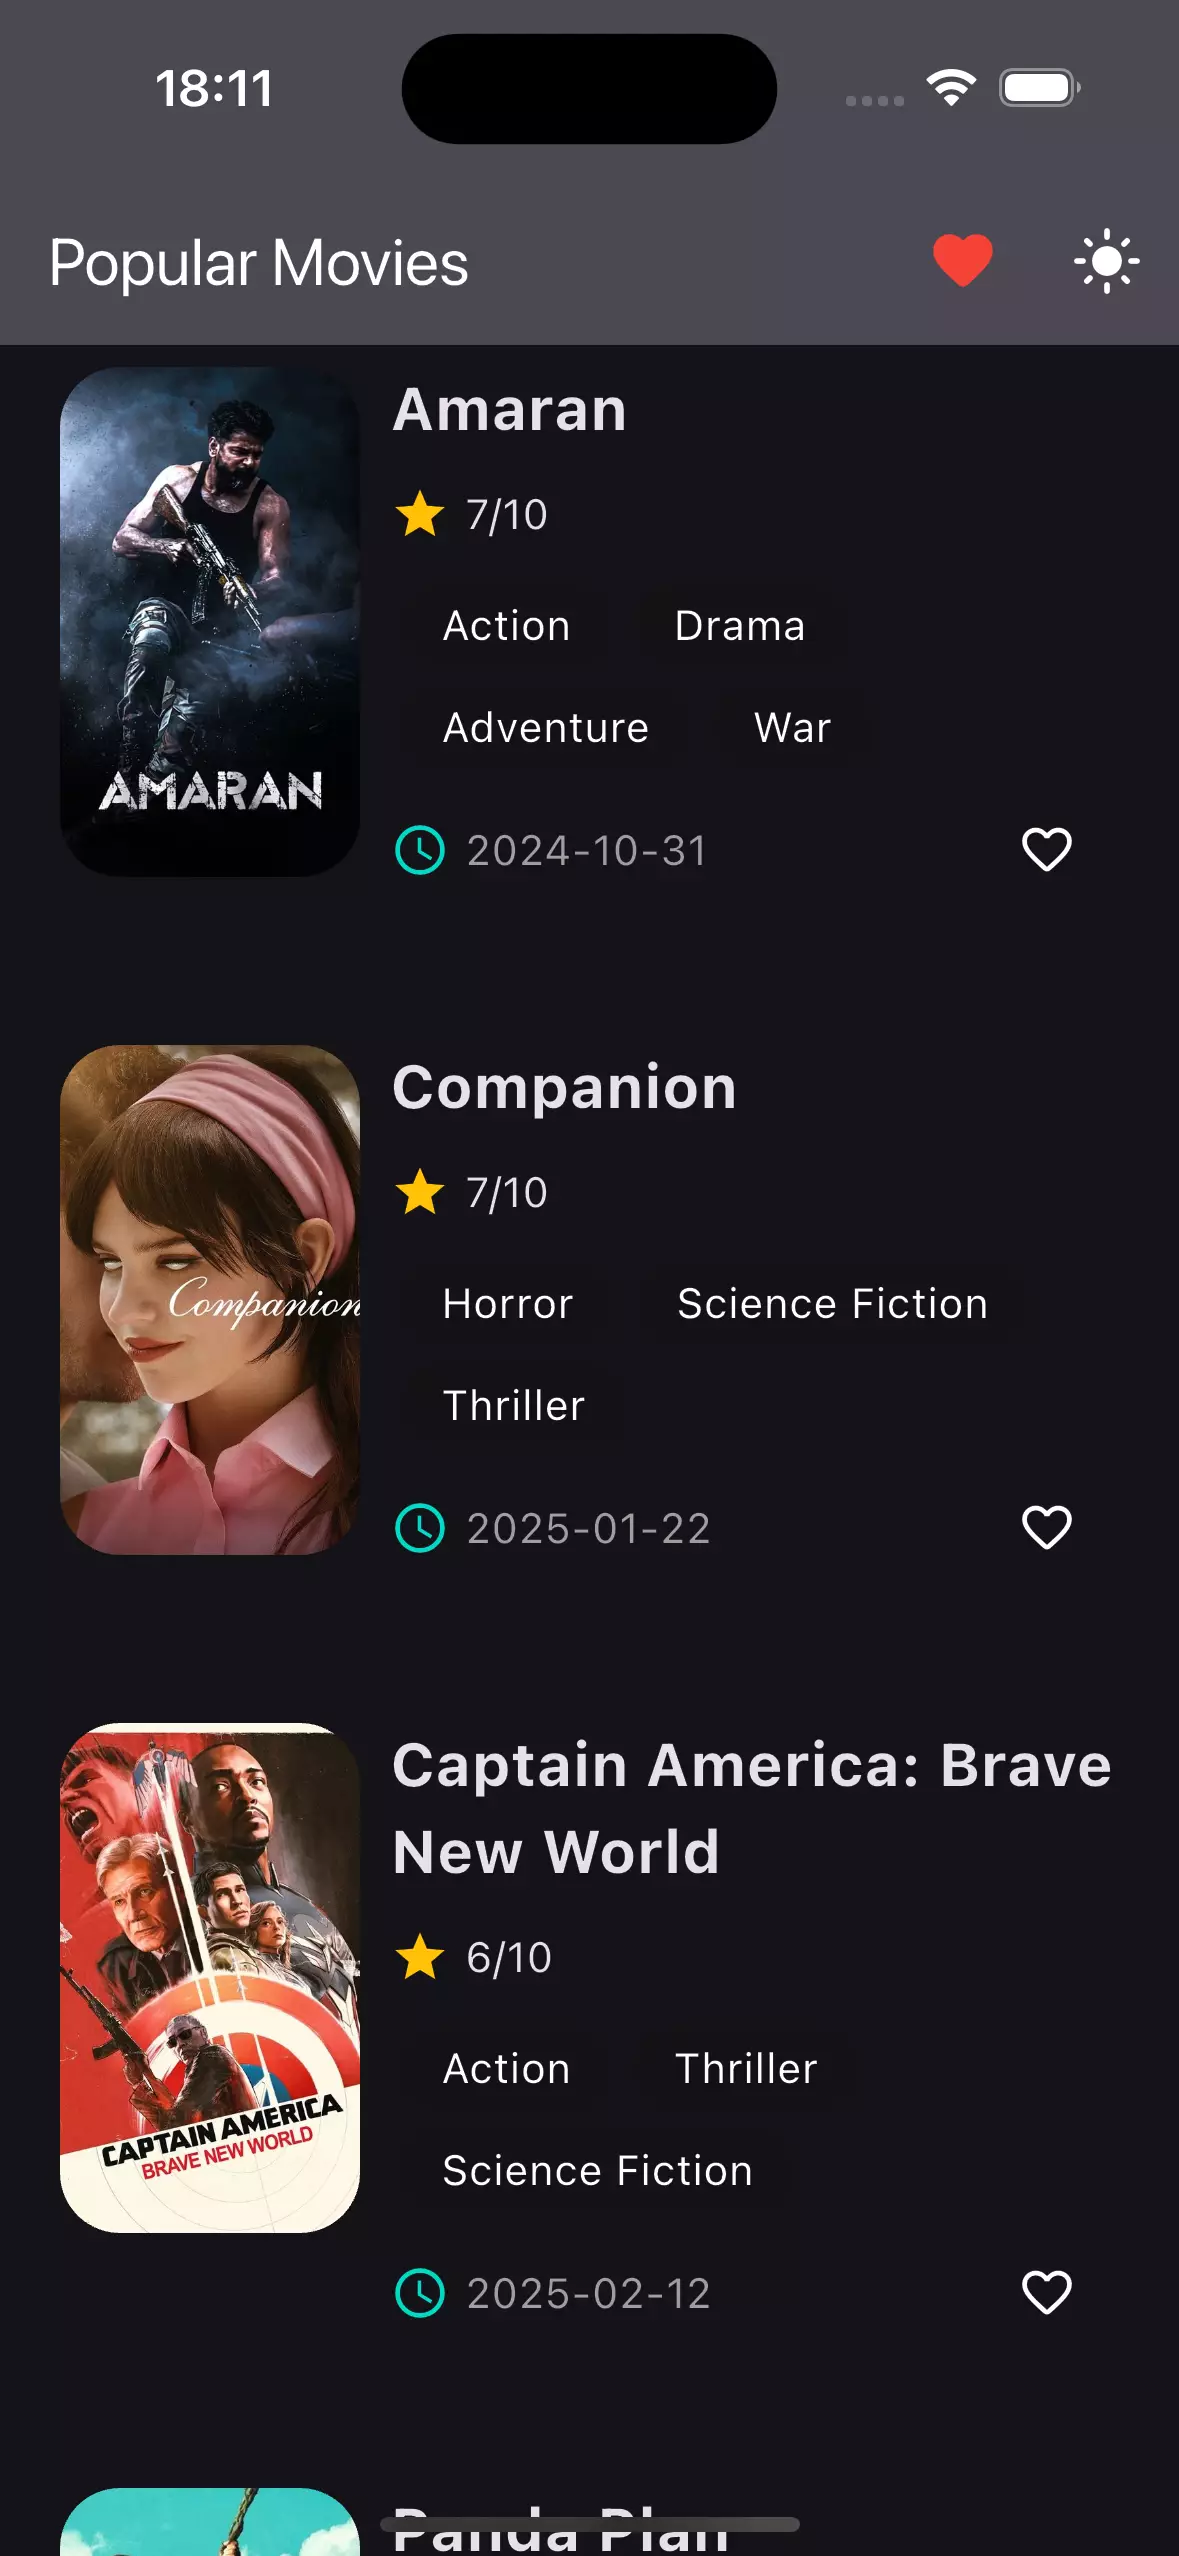 18:11
Popular Movies
Amaran
7/10
Action Drama
Adventure War
2024-10-31
AMARAN
Companion
7/10
Horror Science Fiction
Thriller
2025-01-22
Companion
Captain America: Brave
New World
6/10
Action Thriller
Science Fiction
2025-02-12
CAPTAIN AMERICA
BRAVE NEW WORLD
Panda Plan